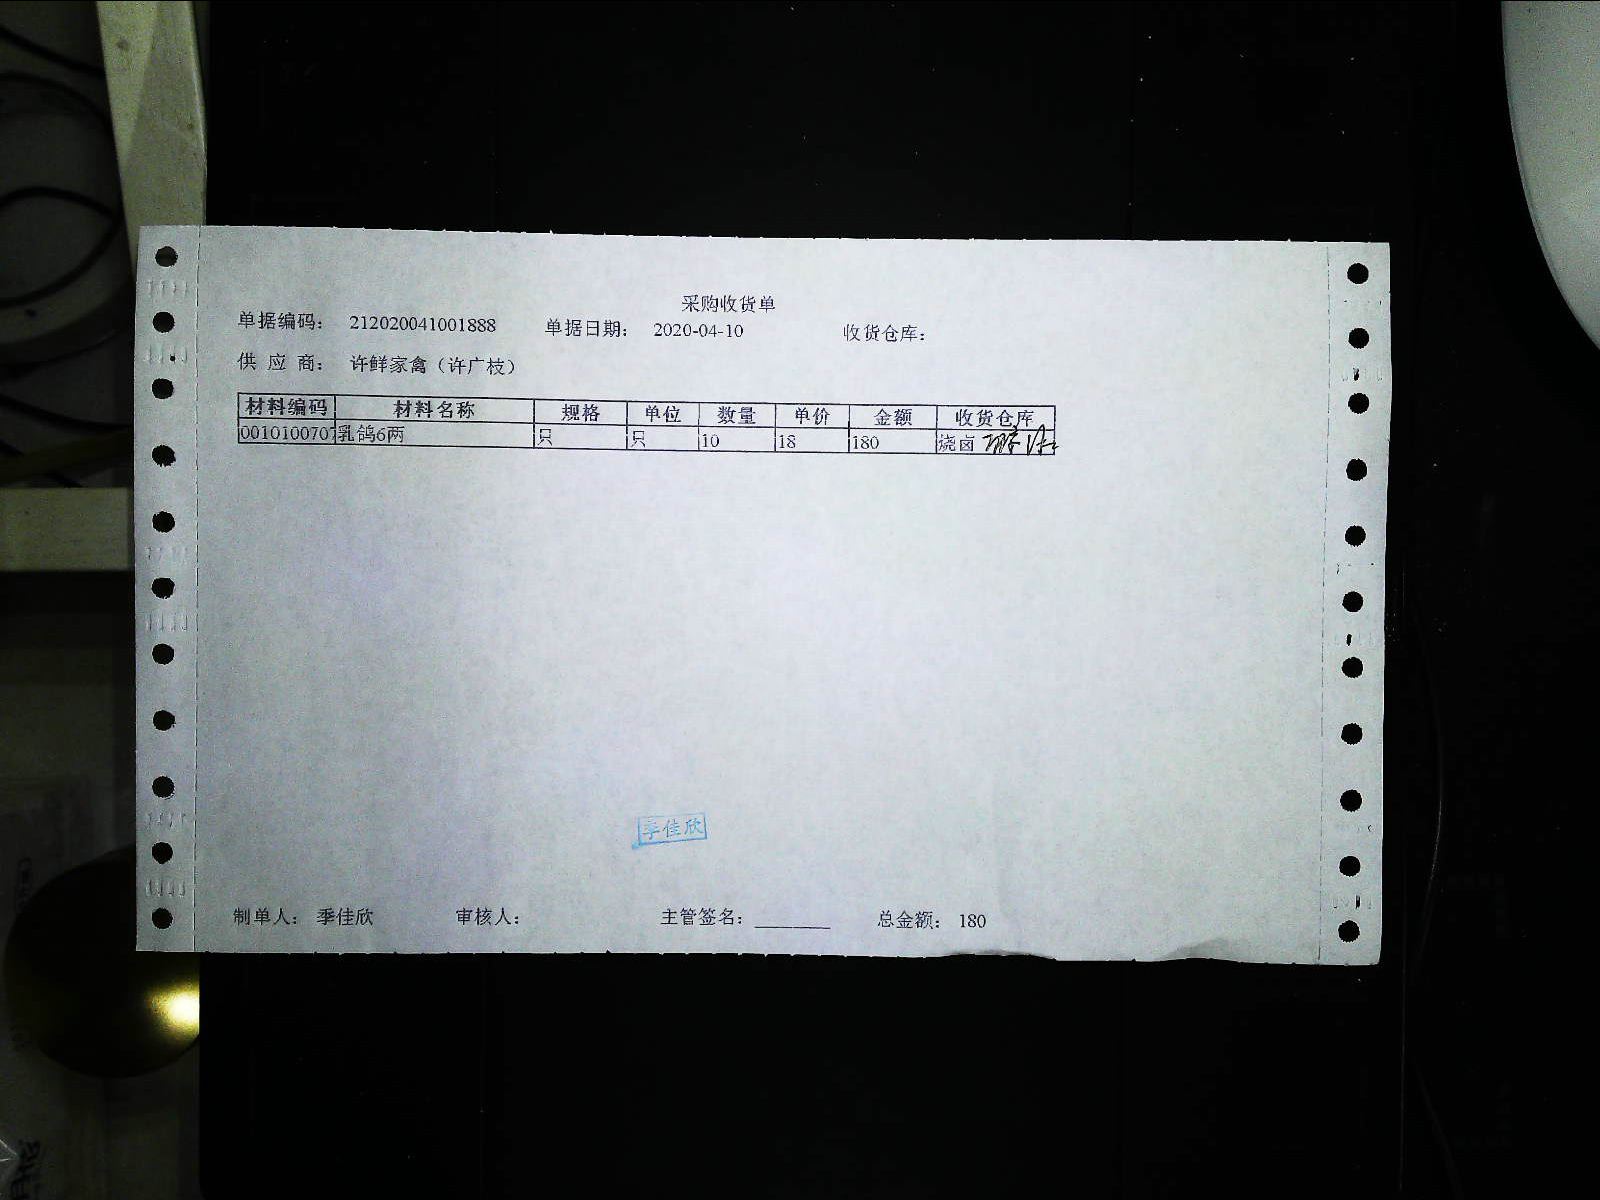 采购收货单
单据编码： 212020041001888 单据日期： 2020-04-10 收货仓库：
供 应 商： 许鲜家禽（许广枝）
材料编码 材料名称 规格 单位 数量 单价 金额 收货仓库
0010100707 乳鸽6两 只 只 10 18 180 烧卤
季佳欣
制单人： 季佳欣 审核人： 主管签名： 总金额： 180